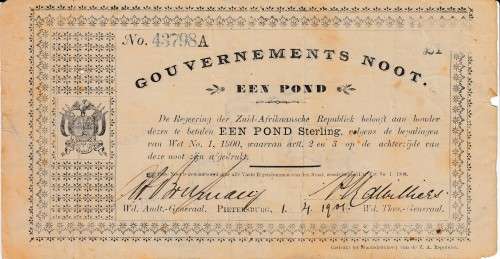 No. 43798A
£1
GOUVERNEMENTS NOOT.
EEN POND
De Regeering der Zuid-Afrikaansche Republiek belooft aan houder
dezes te betalen EEN POND Sterling, volgens de bepalingen
van Wet No. 1, 1900, waarvan artt. 2 en 3 op de achterzijde van
deze noot zijn afgedrukt.
Wd. Audt.-Generaal. PIETERSBURG, 1. 4. 1901. Wd. Thes.-Generaal.
Z. A. Republiek.